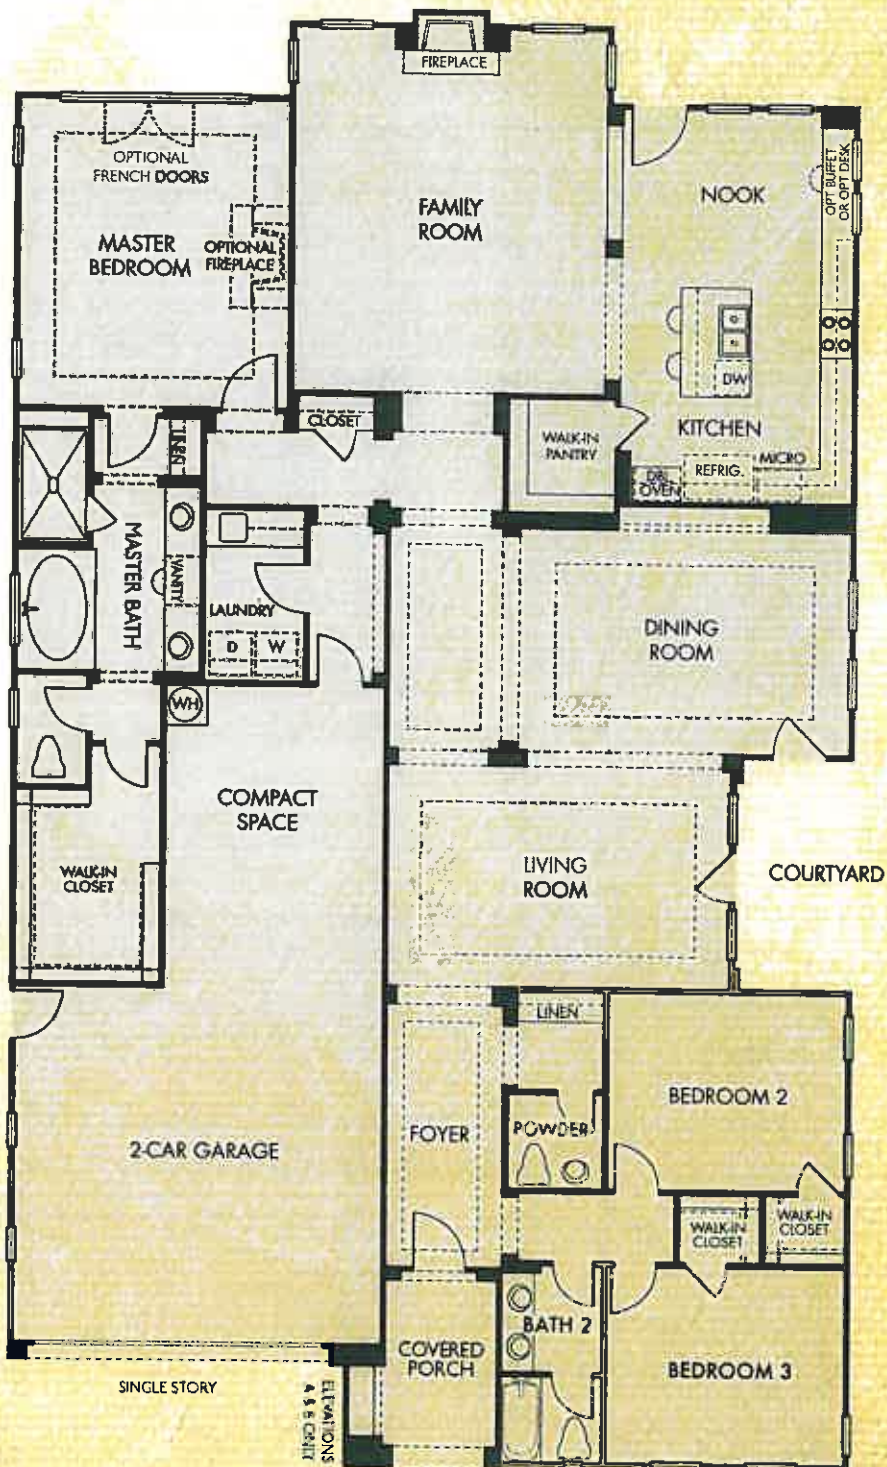 FIREPLACE
OPTIONAL
FRENCH DOORS
MASTER
BEDROOM
OPTIONAL
FIREPLACE
FAMILY
ROOM
NOOK
OPT BUFFET
OR OPT DESK
DW
KITCHEN
MICRO
REFRIG.
DBL
OVEN
WALK-IN
PANTRY
CLOSET
LINEN
MASTER BATH
VANITY
LAUNDRY
D
W
WH
DINING
ROOM
COMPACT
SPACE
WALK-IN
CLOSET
LIVING
ROOM
COURTYARD
LINEN
BEDROOM 2
POWDER
FOYER
2-CAR GARAGE
WALK-IN
CLOSET
WALK-IN
CLOSET
BATH 2
BEDROOM 3
COVERED
PORCH
SINGLE STORY
ELEVATIONS
ONLY